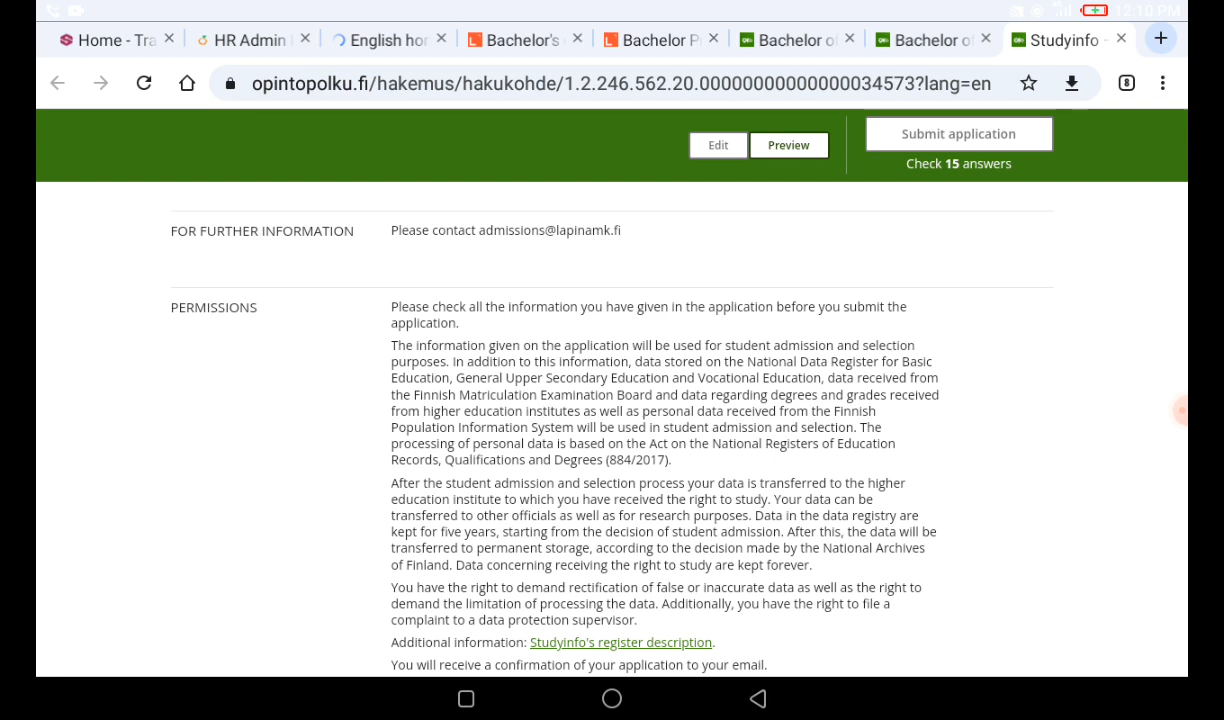 12:10 PM
Home - Tra
HR Admin
English hor
Bachelor's
Bachelor P
Bachelor of
Bachelor of
Studyinfo -
opintopolku.fi/hakemus/hakukohde/1.2.246.562.20.00000000000000034573?lang=en
8
Edit
Preview
Submit application
Check 15 answers
FOR FURTHER INFORMATION
Please contact admissions@lapinamk.fi
PERMISSIONS
Please check all the information you have given in the application before you submit the
application.
The information given on the application will be used for student admission and selection
purposes. In addition to this information, data stored on the National Data Register for Basic
Education, General Upper Secondary Education and Vocational Education, data received from
the Finnish Matriculation Examination Board and data regarding degrees and grades received
from higher education institutes as well as personal data received from the Finnish
Population Information System will be used in student admission and selection. The
processing of personal data is based on the Act on the National Registers of Education
Records, Qualifications and Degrees (884/2017).
After the student admission and selection process your data is transferred to the higher
education institute to which you have received the right to study. Your data can be
transferred to other officials as well as for research purposes. Data in the data registry are
kept for five years, starting from the decision of student admission. After this, the data will be
transferred to permanent storage, according to the decision made by the National Archives
of Finland. Data concerning receiving the right to study are kept forever.
You have the right to demand rectification of false or inaccurate data as well as the right to
demand the limitation of processing the data. Additionally, you have the right to file a
complaint to a data protection supervisor.
Additional information: Studyinfo's register description.
You will receive a confirmation of your application to your email.